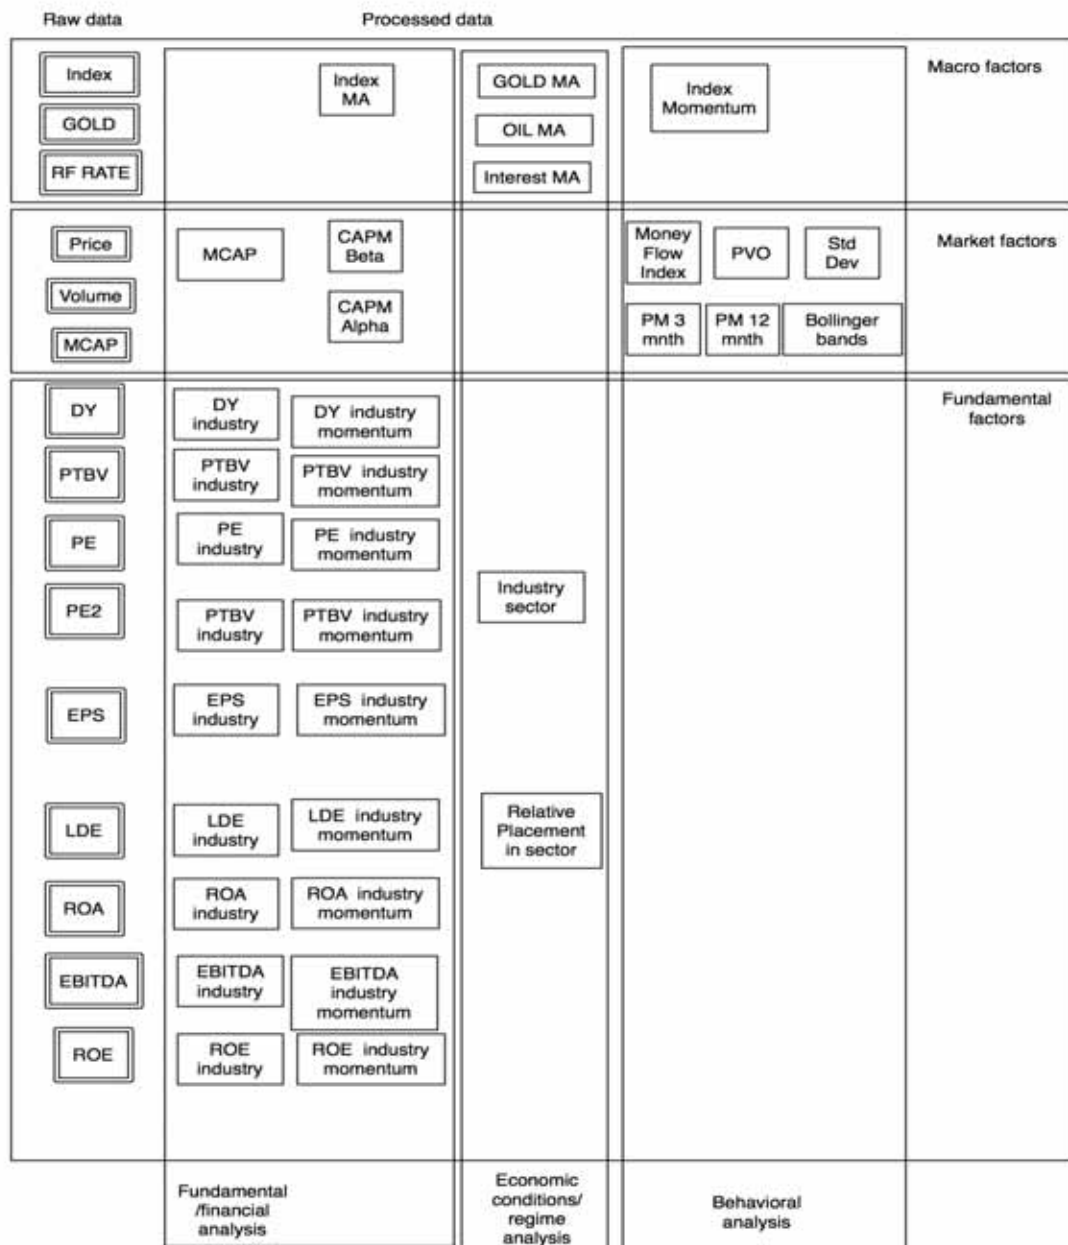 Raw data
Processed data
Index
GOLD
RF RATE
Index
MA
GOLD MA
OIL MA
Interest MA
Index
Momentum
Macro factors
Price
Volume
MCAP
MCAP
CAPM
Beta
CAPM
Alpha
Money
Flow
Index
PVO
Std
Dev
PM 3
mnth
PM 12
mnth
Bollinger
bands
Market factors
DY
DY
industry
DY industry
momentum
Fundamental
factors
PTBV
PTBV
industry
PTBV industry
momentum
PE
PE
industry
PE industry
momentum
PE2
PTBV
industry
PTBV industry
momentum
Industry
sector
EPS
EPS
industry
EPS industry
momentum
LDE
LDE
industry
LDE industry
momentum
Relative
Placement
in sector
ROA
ROA
industry
ROA industry
momentum
EBITDA
EBITDA
industry
EBITDA
industry
momentum
ROE
ROE
industry
ROE industry
momentum
Fundamental
/financial
analysis
Economic
conditions/
regime
analysis
Behavioral
analysis